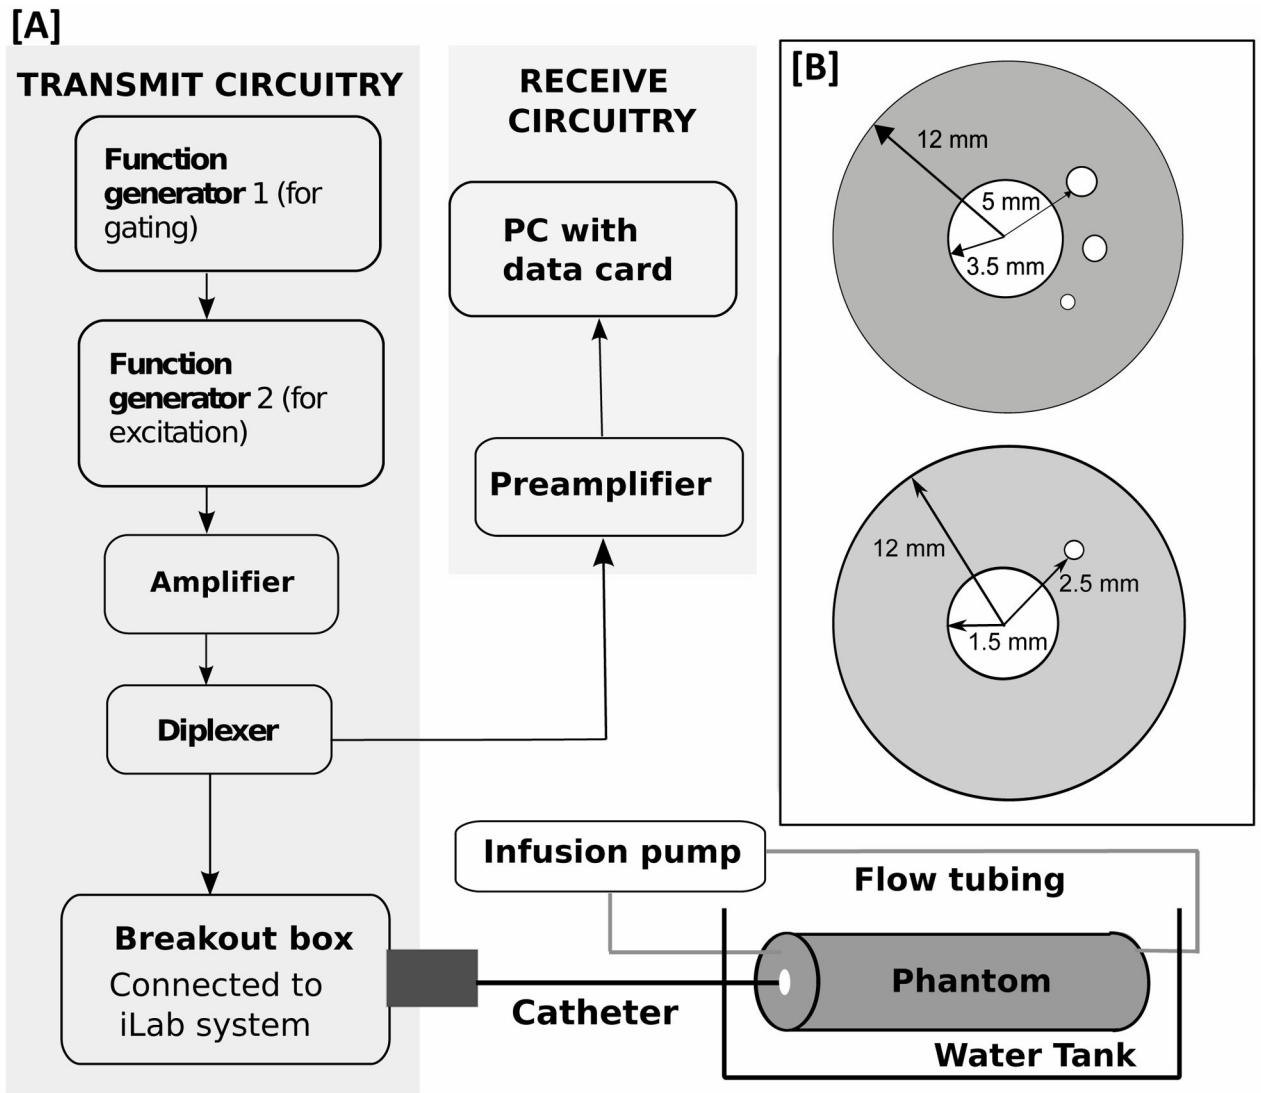 [A]
TRANSMIT CIRCUITRY
Function
generator 1 (for
gating)
Function
generator 2 (for
excitation)
Amplifier
Diplexer
Breakout box
Connected to
iLab system
RECEIVE
CIRCUITRY
PC with
data card
Preamplifier
Infusion pump
Flow tubing
Catheter
Phantom
Water Tank
[B]
12 mm
5 mm
3.5 mm
12 mm
2.5 mm
1.5 mm